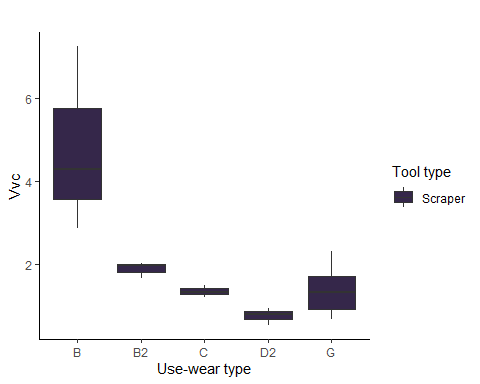 Vvc
6
4
2
B B2 C D2 G
Use-wear type
Tool type
Scraper